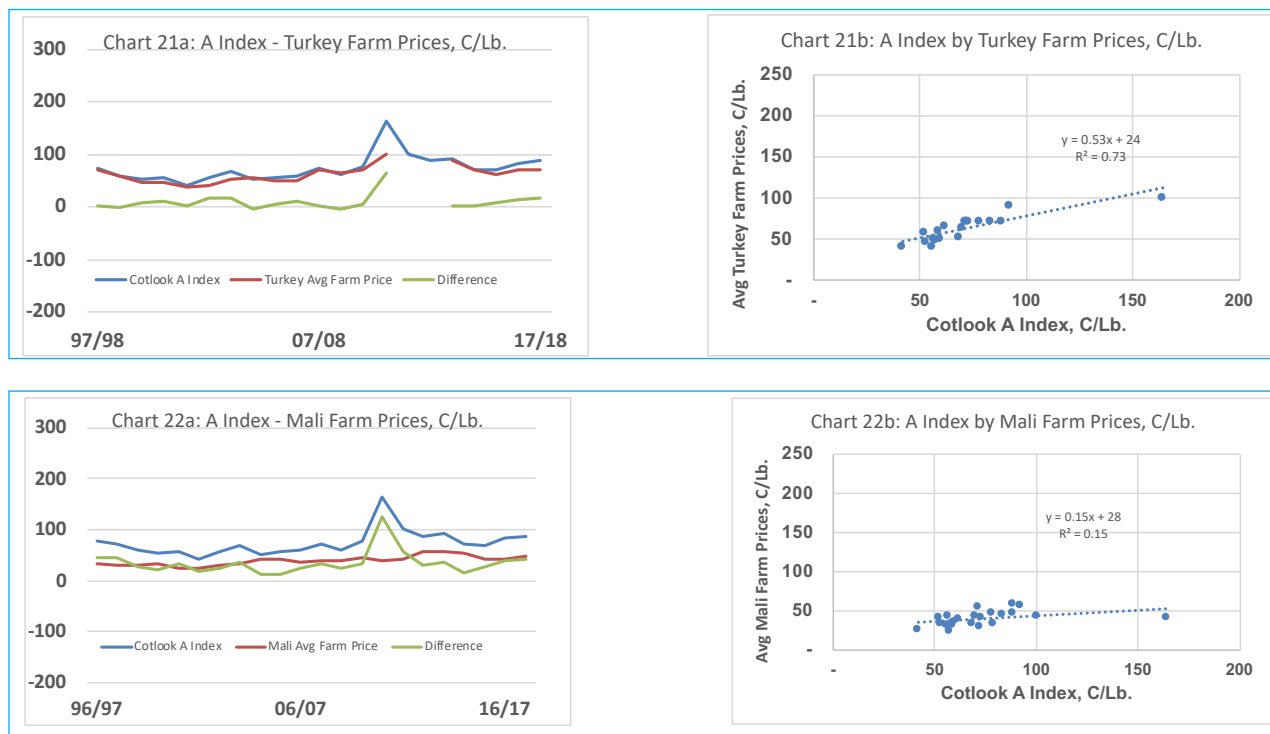 Chart 21a: A Index - Turkey Farm Prices, C/Lb.
300
200
100
0
-100
-200
Cotlook A Index
Turkey Avg Farm Price
Difference
97/98
07/08
17/18
Chart 21b: A Index by Turkey Farm Prices, C/Lb.
Avg Turkey Farm Prices, C/Lb.
250
200
150
100
50
-
y = 0.53x + 24
R² = 0.73
-
50
100
150
200
Cotlook A Index, C/Lb.
Chart 22a: A Index - Mali Farm Prices, C/Lb.
300
200
100
0
-100
-200
Cotlook A Index
Mali Avg Farm Price
Difference
96/97
06/07
16/17
Chart 22b: A Index by Mali Farm Prices, C/Lb.
Avg Mali Farm Prices, C/Lb.
250
200
150
100
50
-
y = 0.15x + 28
R² = 0.15
-
50
100
150
200
Cotlook A Index, C/Lb.